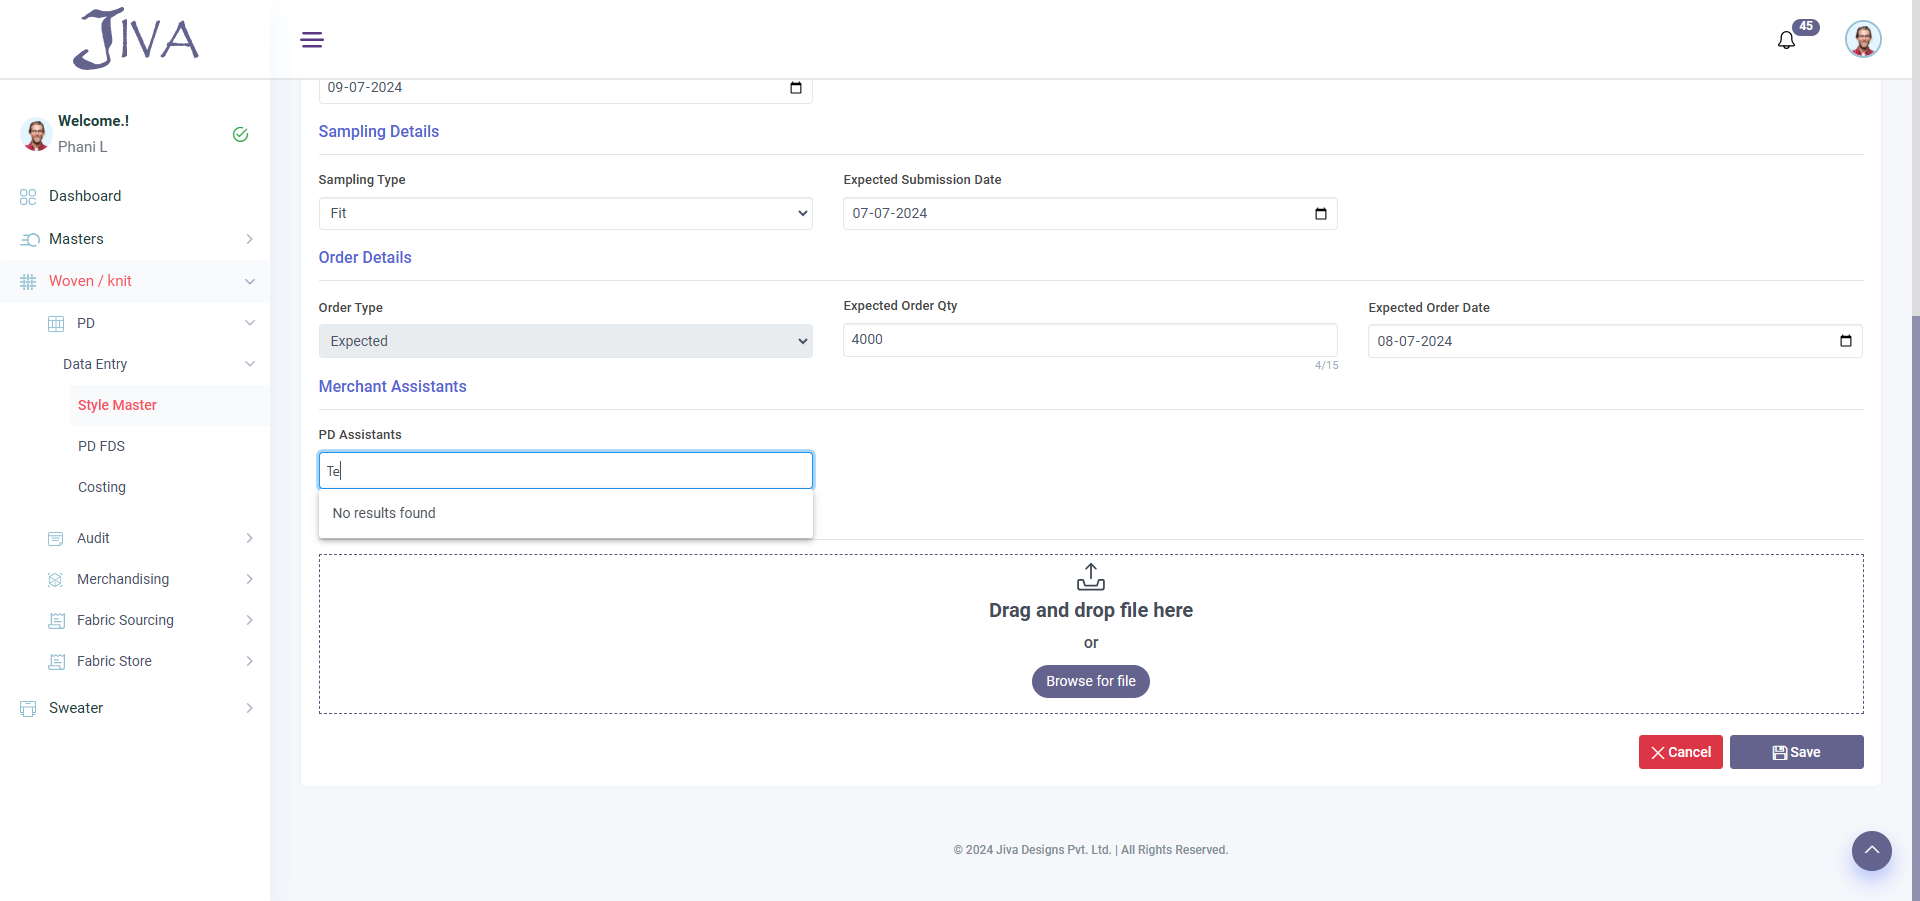 JIVA
45
Welcome.!
Phani L
Dashboard
Masters
Woven / knit
PD
Data Entry
Style Master
PD FDS
Costing
Audit
Merchandising
Fabric Sourcing
Fabric Store
Sweater
09-07-2024
Sampling Details
Sampling Type
Expected Submission Date
Fit
07-07-2024
Order Details
Order Type
Expected Order Qty
Expected Order Date
Expected
4000
08-07-2024
4/15
Merchant Assistants
PD Assistants
Te
No results found
Drag and drop file here
or
Browse for file
Cancel
Save
© 2024 Jiva Designs Pvt. Ltd. | All Rights Reserved.